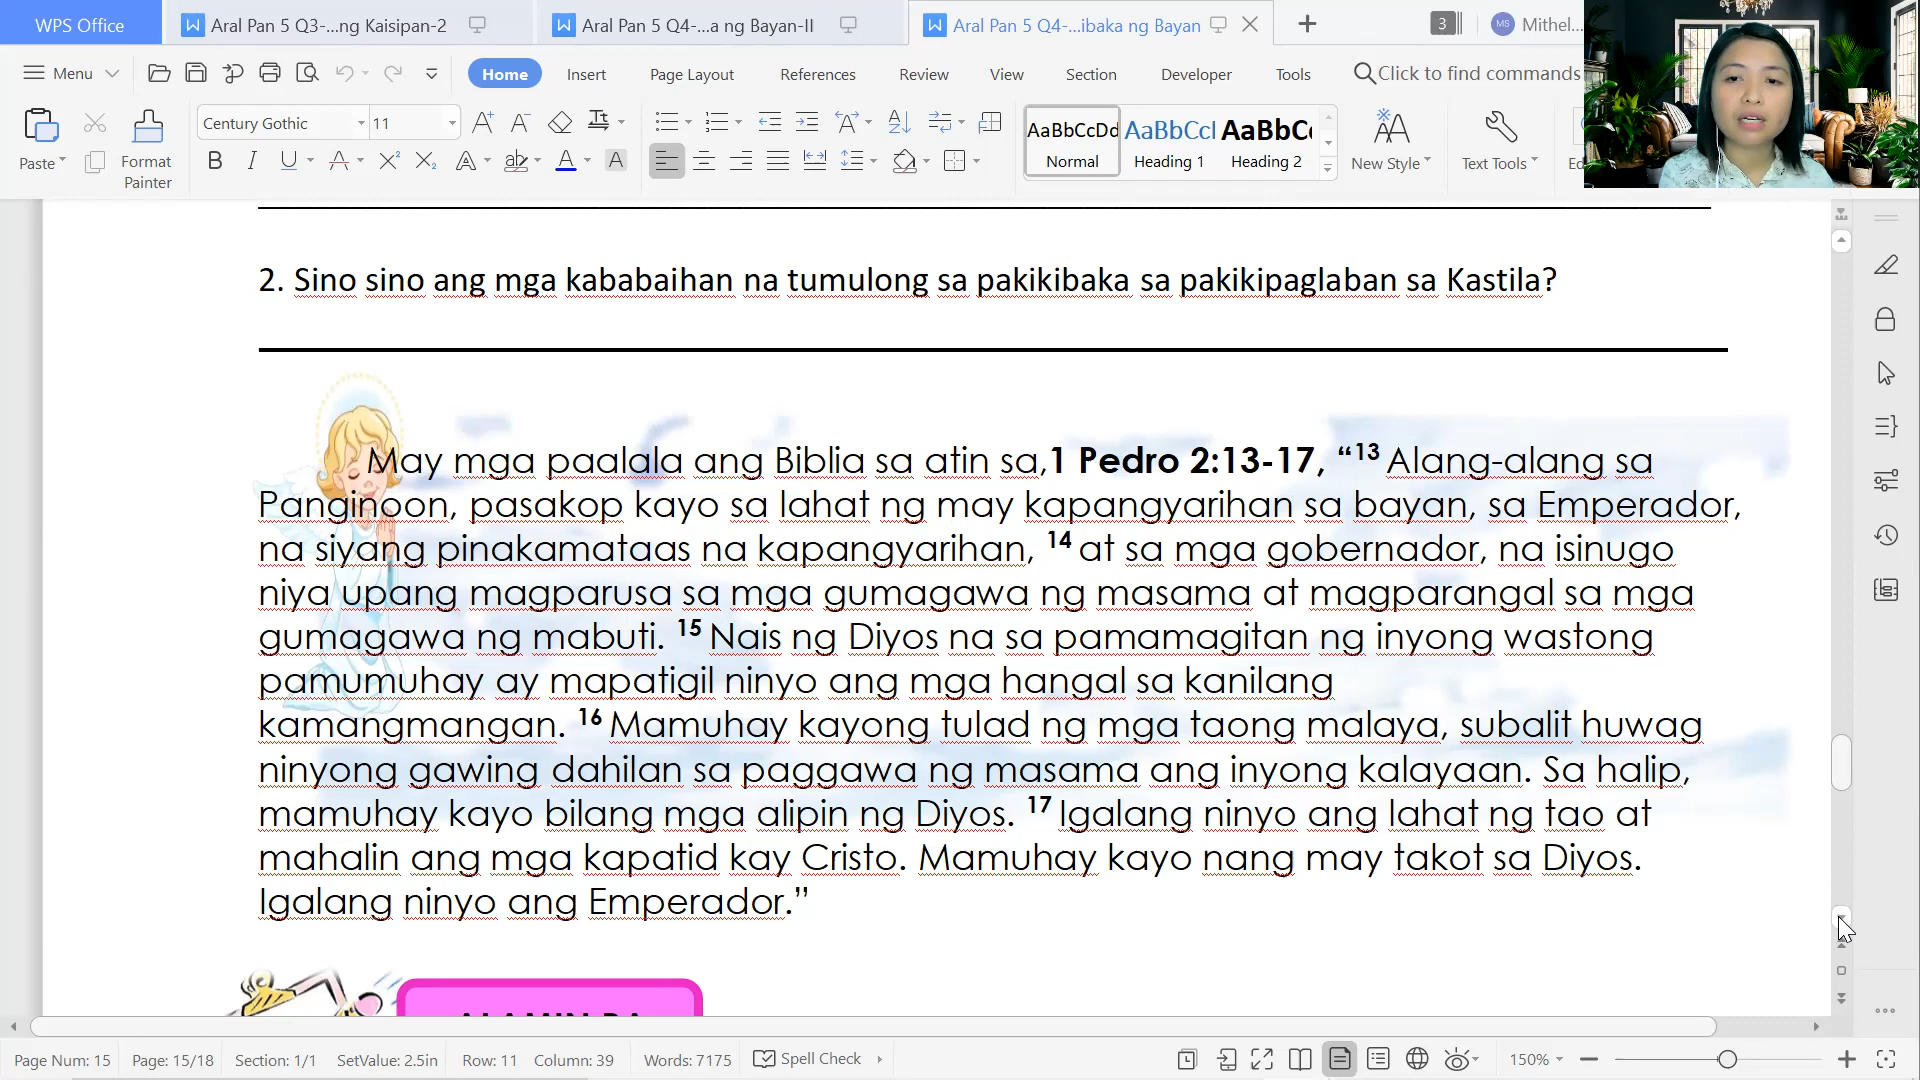 WPS Office
Aral Pan 5 Q3-...ng Kaisipan-2
Aral Pan 5 Q4-...a ng Bayan-II
Aral Pan 5 Q4-...ibaka ng Bayan
3
MS
Mithel...
Menu
Home
Insert
Page Layout
References
Review
View
Section
Developer
Tools
Click to find commands
Paste
Format
Painter
Century Gothic
11
AaBbCcDd
Normal
AaBbCcI
Heading 1
AaBbCc
Heading 2
New Style
Text Tools
2. Sino sino ang mga kababaihan na tumulong sa pakikibaka sa pakikipaglaban sa Kastila?
May mga paalala ang Biblia sa atin sa,1 Pedro 2:13-17, “13 Alang-alang sa
Panginoon, pasakop kayo sa lahat ng may kapangyarihan sa bayan, sa Emperador,
na siyang pinakamataas na kapangyarihan, 14 at sa mga gobernador, na isinugo
niya upang magparusa sa mga gumagawa ng masama at magparangal sa mga
gumagawa ng mabuti. 15 Nais ng Diyos na sa pamamagitan ng inyong wastong
pamumuhay ay mapatigil ninyo ang mga hangal sa kanilang
kamangmangan. 16 Mamuhay kayong tulad ng mga taong malaya, subalit huwag
ninyong gawing dahilan sa paggawa ng masama ang inyong kalayaan. Sa halip,
mamuhay kayo bilang mga alipin ng Diyos. 17 Igalang ninyo ang lahat ng tao at
mahalin ang mga kapatid kay Cristo. Mamuhay kayo nang may takot sa Diyos.
Igalang ninyo ang Emperador.”
Page Num: 15
Page: 15/18
Section: 1/1
SetValue: 2.5in
Row: 11
Column: 39
Words: 7175
Spell Check
150%